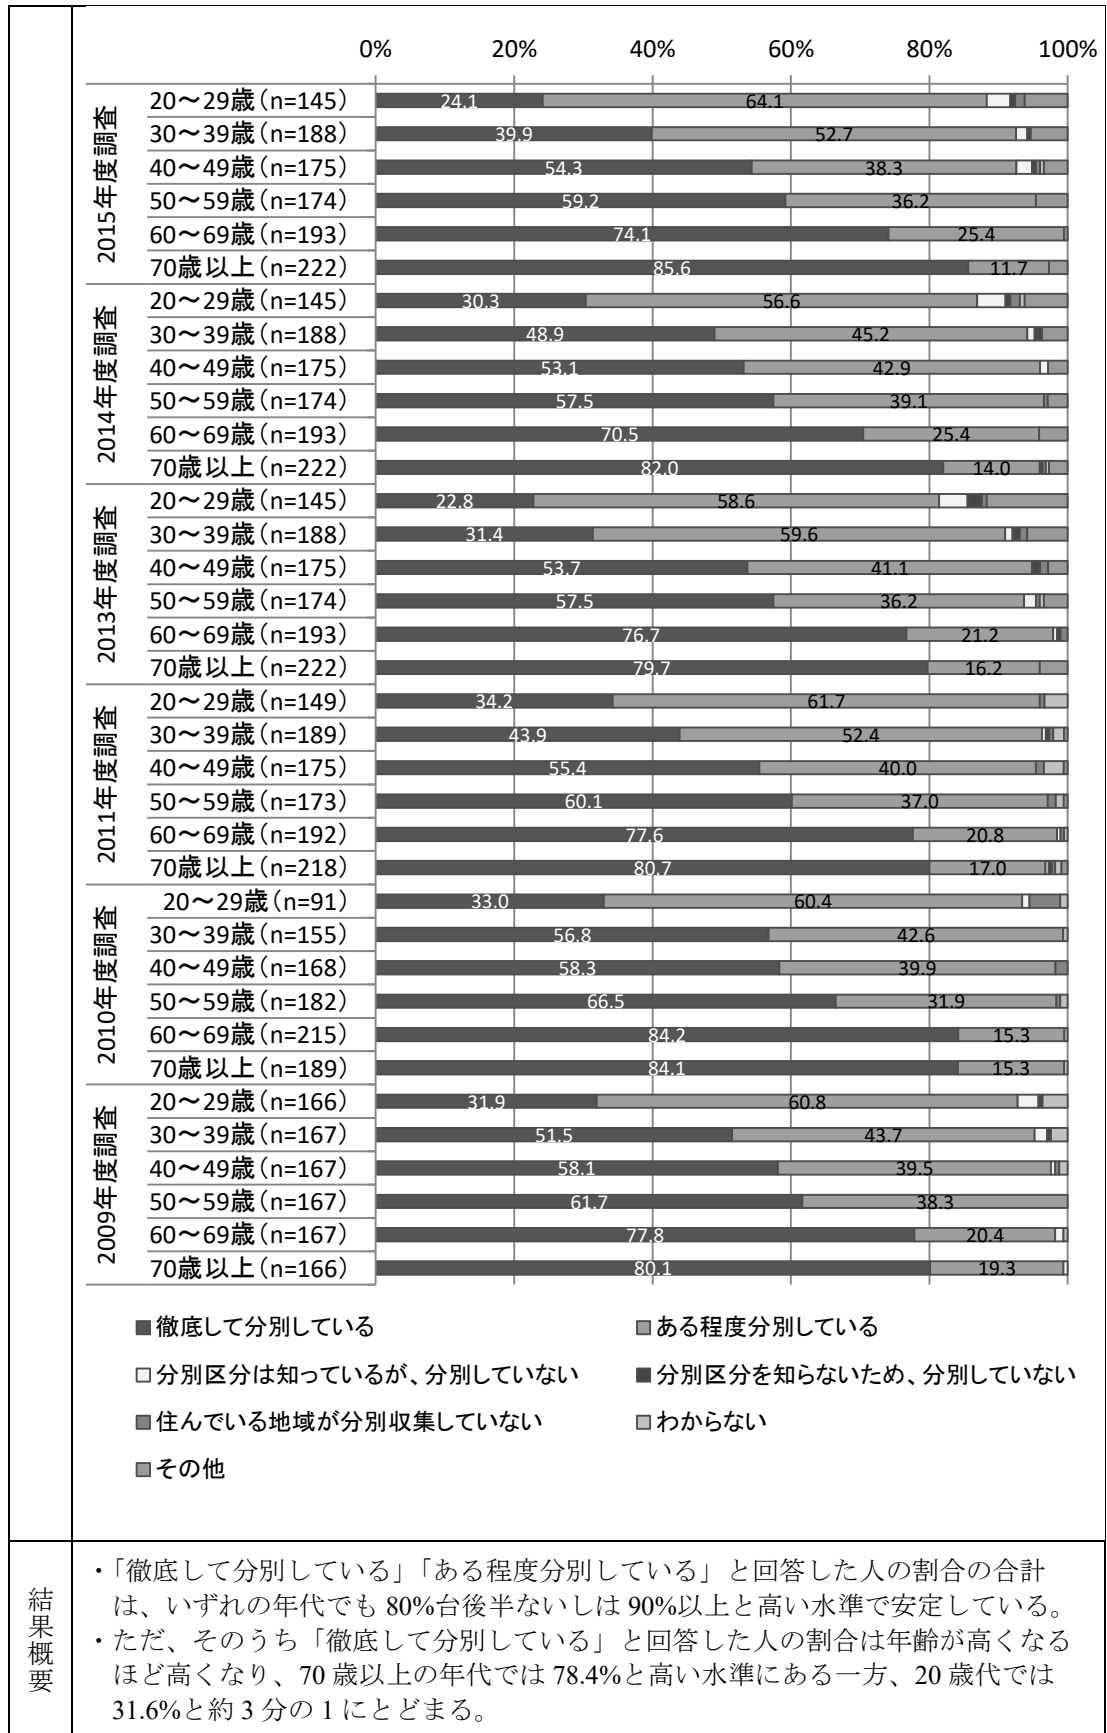 0% 20% 40% 60% 80% 100%
2015年度調査
20～29歳（n=145） 24.1 64.1
30～39歳（n=188） 39.9 52.7
40～49歳（n=175） 54.3 38.3
50～59歳（n=174） 59.2 36.2
60～69歳（n=193） 74.1 25.4
70歳以上（n=222） 85.6 11.7
2014年度調査
20～29歳（n=145） 30.3 56.6
30～39歳（n=188） 48.9 45.2
40～49歳（n=175） 53.1 42.9
50～59歳（n=174） 57.5 39.1
60～69歳（n=193） 70.5 25.4
70歳以上（n=222） 82.0 14.0
2013年度調査
20～29歳（n=145） 22.8 58.6
30～39歳（n=188） 31.4 59.6
40～49歳（n=175） 53.7 41.1
50～59歳（n=174） 57.5 36.2
60～69歳（n=193） 76.7 21.2
70歳以上（n=222） 79.7 16.2
2011年度調査
20～29歳（n=149） 34.2 61.7
30～39歳（n=189） 43.9 52.4
40～49歳（n=175） 55.4 40.0
50～59歳（n=173） 60.1 37.0
60～69歳（n=192） 77.6 20.8
70歳以上（n=218） 80.7 17.0
2010年度調査
20～29歳（n=91） 33.0 60.4
30～39歳（n=155） 56.8 42.6
40～49歳（n=168） 58.3 39.9
50～59歳（n=182） 66.5 31.9
60～69歳（n=215） 84.2 15.3
70歳以上（n=189） 84.1 15.3
2009年度調査
20～29歳（n=166） 31.9 60.8
30～39歳（n=167） 51.5 43.7
40～49歳（n=167） 58.1 39.5
50～59歳（n=167） 61.7 38.3
60～69歳（n=167） 77.8 20.4
70歳以上（n=166） 80.1 19.3
徹底して分別している ある程度分別している
分別区分は知っているが、分別していない 分別区分を知らないため、分別していない
住んでいる地域が分別収集していない わからない
その他
結果概要
・「徹底して分別している」「ある程度分別している」と回答した人の割合の合計
は、いずれの年代でも 80%台後半ないしは 90%以上と高い水準で安定している。
・ただ、そのうち「徹底して分別している」と回答した人の割合は年齢が高くなる
ほど高くなり、70 歳以上の年代では 78.4%と高い水準にある一方、20 歳代では
31.6%と約 3 分の 1 にとどまる。